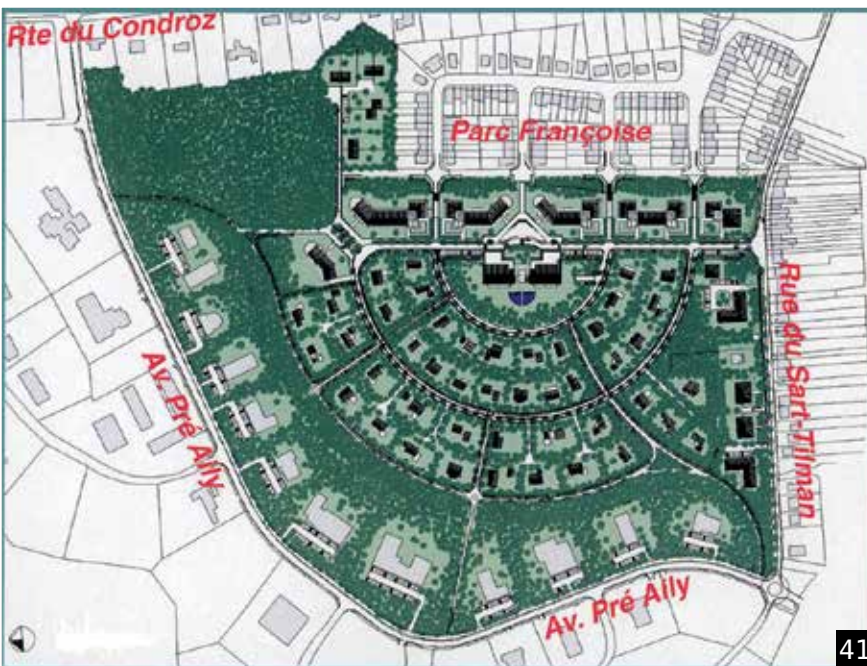 Rte du Condroz
Parc Françoise
Rue du Sart-Tilman
Av. Pré Aily
Av. Pré Aily
41